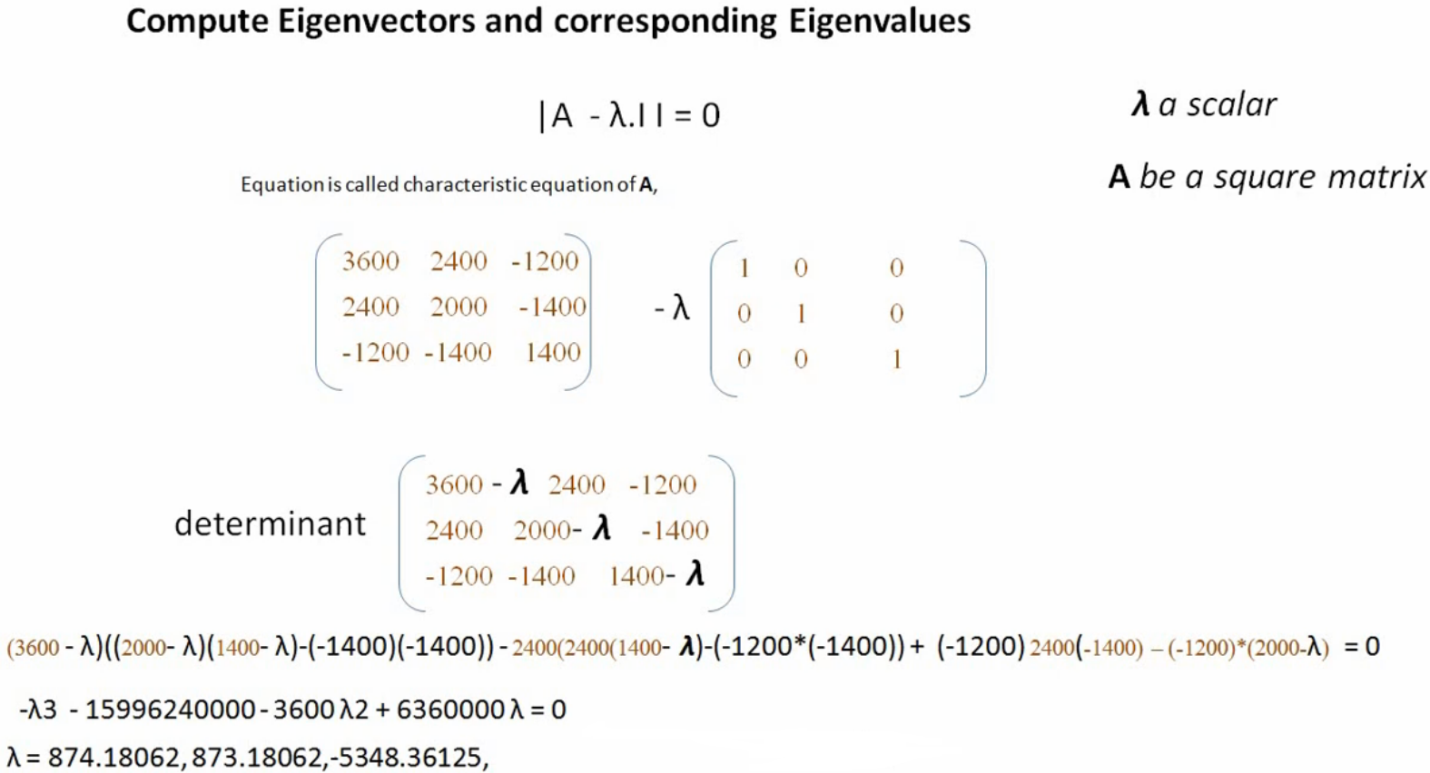 Compute Eigenvectors and corresponding Eigenvalues
|A - λ.I I = 0
λ a scalar
Equation is called characteristic equation of A,
A be a square matrix
3600 2400 -1200
2400 2000 -1400
-1200 -1400 1400
- λ
1 0 0
0 1 0
0 0 1
determinant
3600 - λ 2400 -1200
2400 2000- λ -1400
-1200 -1400 1400- λ
(3600 - λ)((2000- λ)(1400- λ)-(-1400)(-1400)) - 2400(2400(1400- λ)-(-1200*(-1400)) + (-1200) 2400(-1400) – (-1200)*(2000-λ) = 0
-λ3 - 15996240000 - 3600 λ2 + 6360000 λ = 0
λ = 874.18062, 873.18062,-5348.36125,